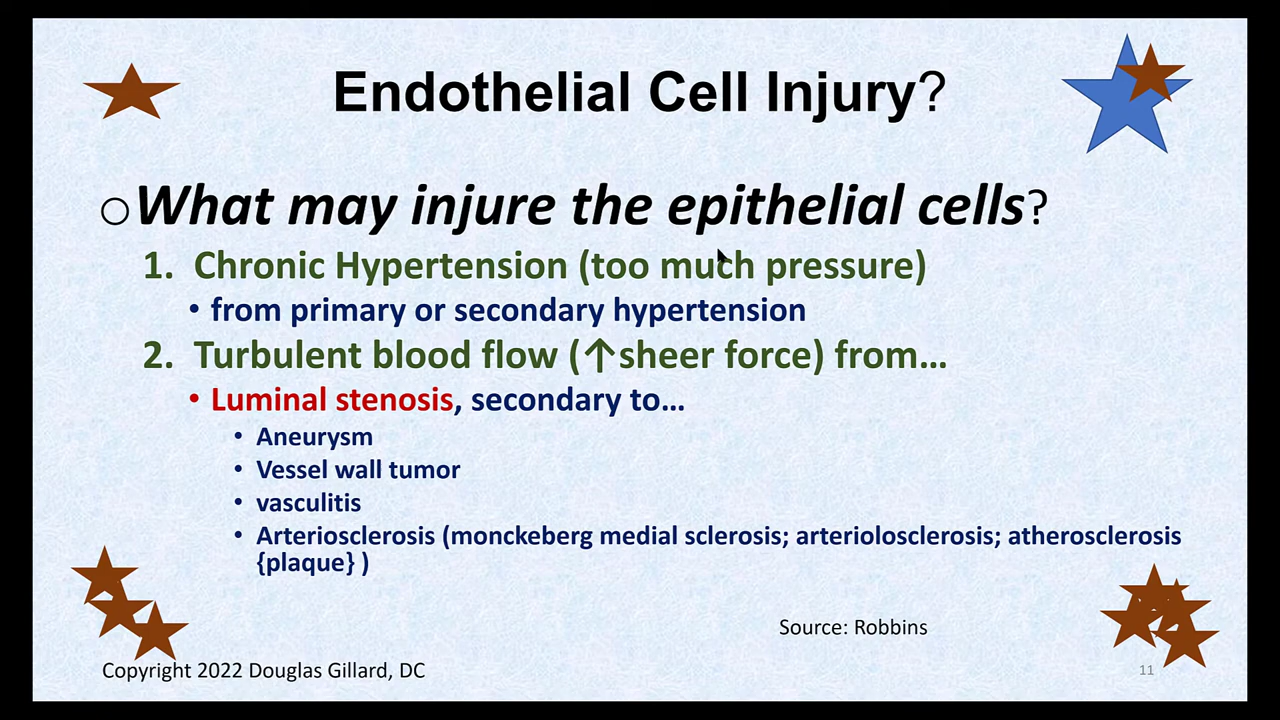 Endothelial Cell Injury?
What may injure the epithelial cells?
1. Chronic Hypertension (too much pressure)
• from primary or secondary hypertension
2. Turbulent blood flow (↑sheer force) from…
• Luminal stenosis, secondary to…
• Aneurysm
• Vessel wall tumor
• vasculitis
• Arteriosclerosis (monckeberg medial sclerosis; arteriolosclerosis; atherosclerosis
{plaque} )
Source: Robbins
Copyright 2022 Douglas Gillard, DC
11